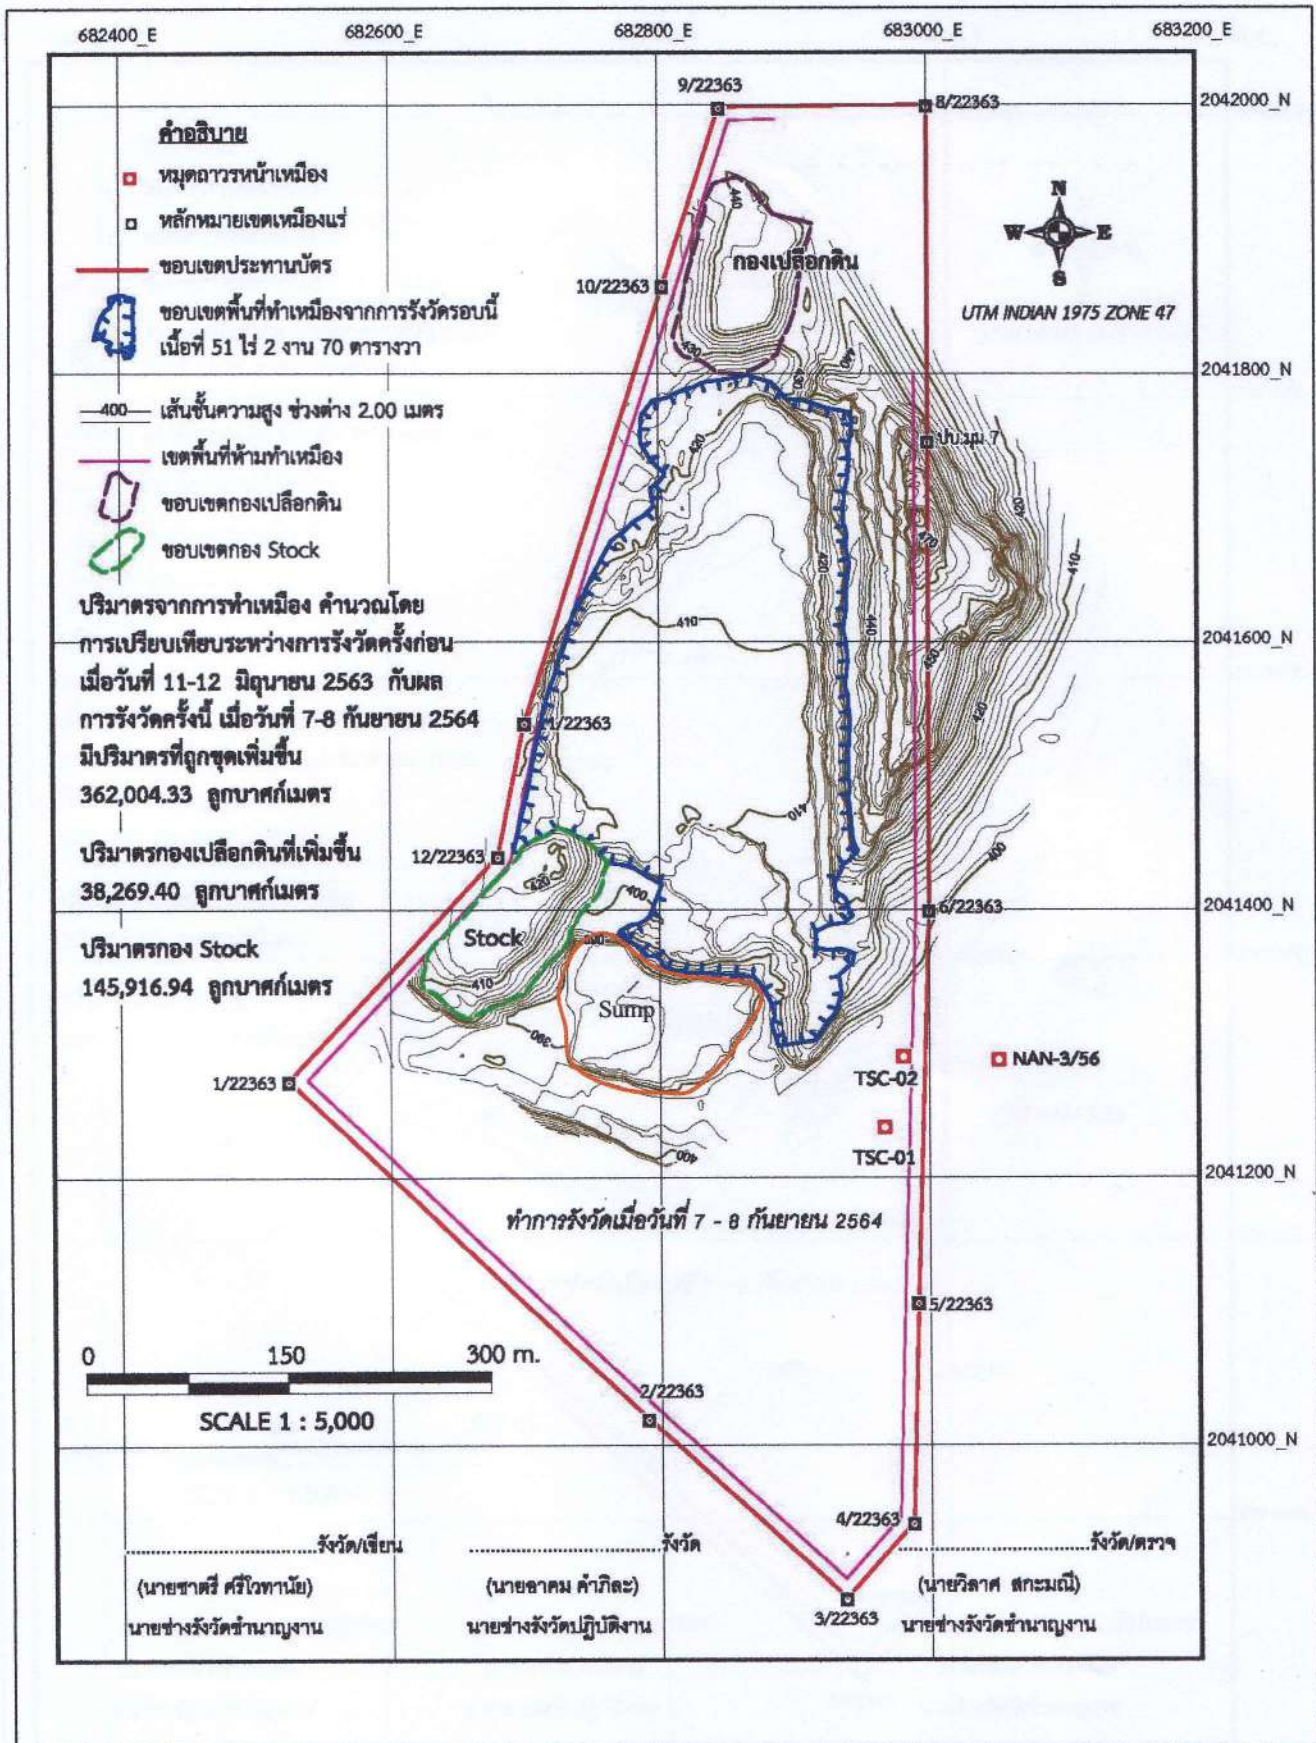 682400_E
682600_E
682800_E
683000_E
683200_E
9/22363
8/22363
2042000_N
คำอธิบาย
หมุดถาวรหน้าเหมือง
หลักหมายเขตเหมืองแร่
ขอบเขตประทานบัตร
ขอบเขตพื้นที่ทำเหมืองจากการรังวัดรอบนี้
เนื้อที่ 51 ไร่ 2 งาน 70 ตารางวา
400 เส้นชั้นความสูง ช่วงต่าง 2.00 เมตร
เขตพื้นที่ห้ามทำเหมือง
ขอบเขตกองเปลือกดิน
ขอบเขตกอง Stock
N
W
E
S
UTM INDIAN 1975 ZONE 47
440
กองเปลือกดิน
10/22363
430
430
440
2041800_N
420
ปบ.มุม 7
420
470
410
420
410
440
450
420
2041600_N
ปริมาตรจากการทำเหมือง คำนวณโดย
การเปรียบเทียบระหว่างการรังวัดครั้งก่อน
เมื่อวันที่ 11-12 มิถุนายน 2563 กับผล
การรังวัดครั้งนี้ เมื่อวันที่ 7-8 กันยายน 2564
มีปริมาตรที่ถูกขุดเพิ่มขึ้น
362,004.33 ลูกบาศก์เมตร
1/22363
410
400
ปริมาตรกองเปลือกดินที่เพิ่มขึ้น
38,269.40 ลูกบาศก์เมตร
12/22363
420
400
6/22363
2041400_N
ปริมาตรกอง Stock
145,916.94 ลูกบาศก์เมตร
Stock
390
410
Sump
390
1/22363
TSC-02
NAN-3/56
TSC-01
400
2041200_N
ทำการรังวัดเมื่อวันที่ 7 - 8 กันยายน 2564
5/22363
0 150 300 m.
SCALE 1 : 5,000
2/22363
2041000_N
4/22363
3/22363
..............................รังวัด/เขียน
(นายชาตรี ศรีโวทานัย)
นายช่างรังวัดชำนาญงาน
..............................รังวัด
(นายอาคม คำภิละ)
นายช่างรังวัดปฏิบัติงาน
..............................รังวัด/ตรวจ
(นายวิลาศ สกะมณี)
นายช่างรังวัดชำนาญงาน